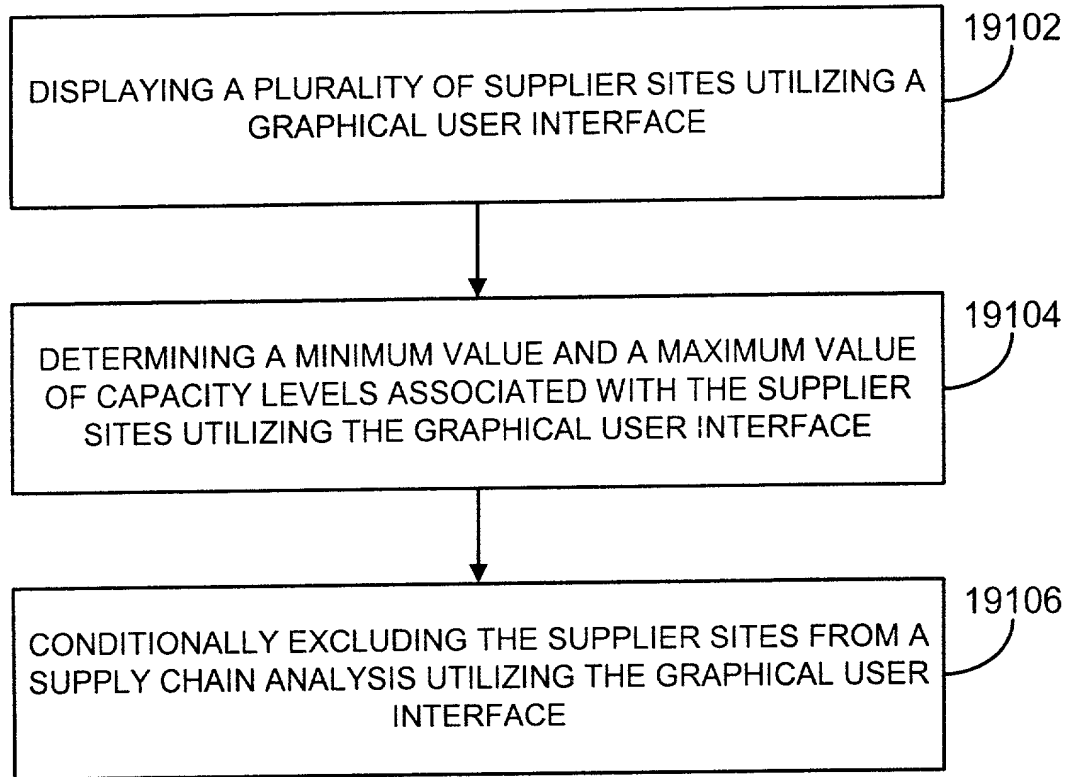 19102
DISPLAYING A PLURALITY OF SUPPLIER SITES UTILIZING A
GRAPHICAL USER INTERFACE
19104
DETERMINING A MINIMUM VALUE AND A MAXIMUM VALUE
OF CAPACITY LEVELS ASSOCIATED WITH THE SUPPLIER
SITES UTILIZING THE GRAPHICAL USER INTERFACE
19106
CONDITIONALLY EXCLUDING THE SUPPLIER SITES FROM A
SUPPLY CHAIN ANALYSIS UTILIZING THE GRAPHICAL USER
INTERFACE